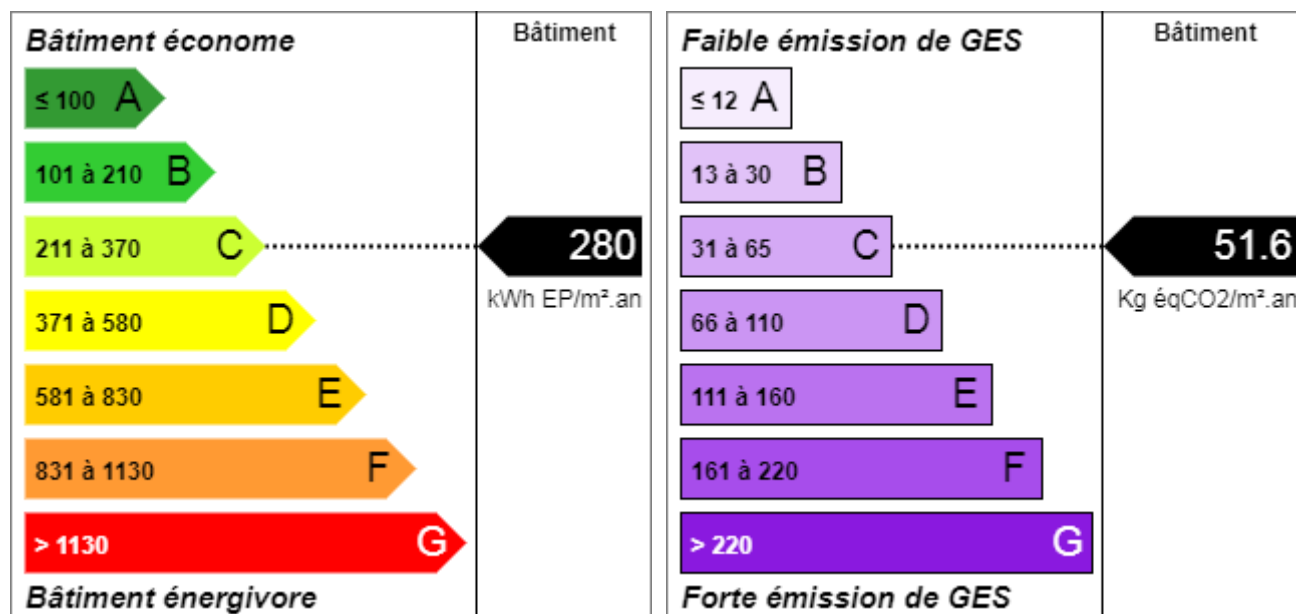 Bâtiment économe
Bâtiment
≤ 100 A
101 à 210 B
211 à 370 C
280
kWh EP/m².an
371 à 580 D
581 à 830 E
831 à 1130 F
> 1130 G
Bâtiment énergivore
Faible émission de GES
Bâtiment
≤ 12 A
13 à 30 B
31 à 65 C
51.6
Kg éqCO2/m².an
66 à 110 D
111 à 160 E
161 à 220 F
> 220 G
Forte émission de GES